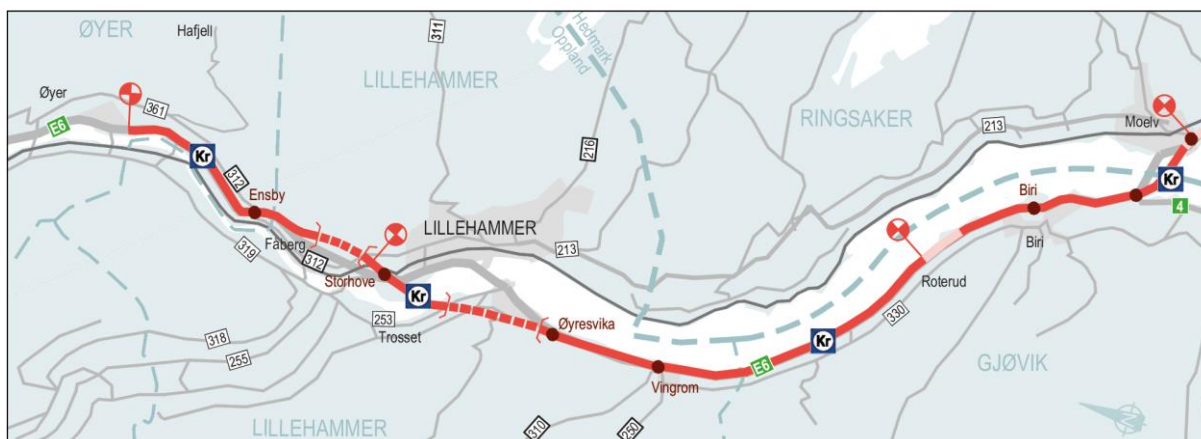 ØYER
Hafjell
311
Hedmark
Oppland
LILLEHAMMER
RINGSAKER
Moelv
Øyer
E6
361
213
216
Kr
312
Kr
Ensby
Biri
4
LILLEHAMMER
Fåberg
213
319
312
Storhove
Biri
Kr
Roterud
253
Øyresvika
330
318
Trosset
Kr
255
E6
GJØVIK
Vingrom
LILLEHAMMER
310
250